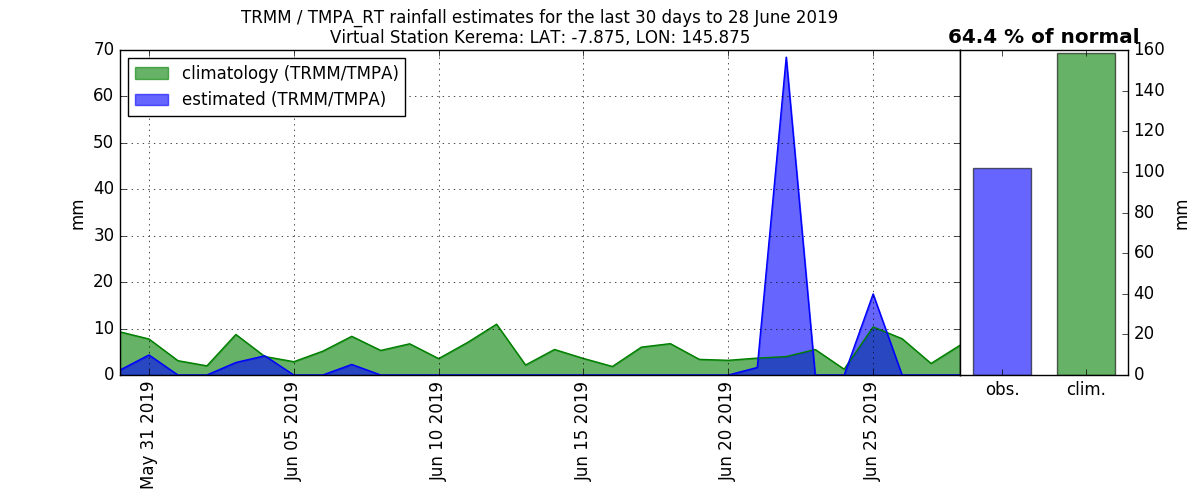 TRMM / TMPA_RT rainfall estimates for the last 30 days to 28 June 2019
Virtual Station Kerema: LAT: -7.875, LON: 145.875
64.4 % of normal
climatology (TRMM/TMPA)
estimated (TRMM/TMPA)
70
60
50
40
30
20
10
0
mm
May 31 2019
Jun 05 2019
Jun 10 2019
Jun 15 2019
Jun 20 2019
Jun 25 2019
160
140
120
100
80
60
40
20
0
mm
obs.
clim.